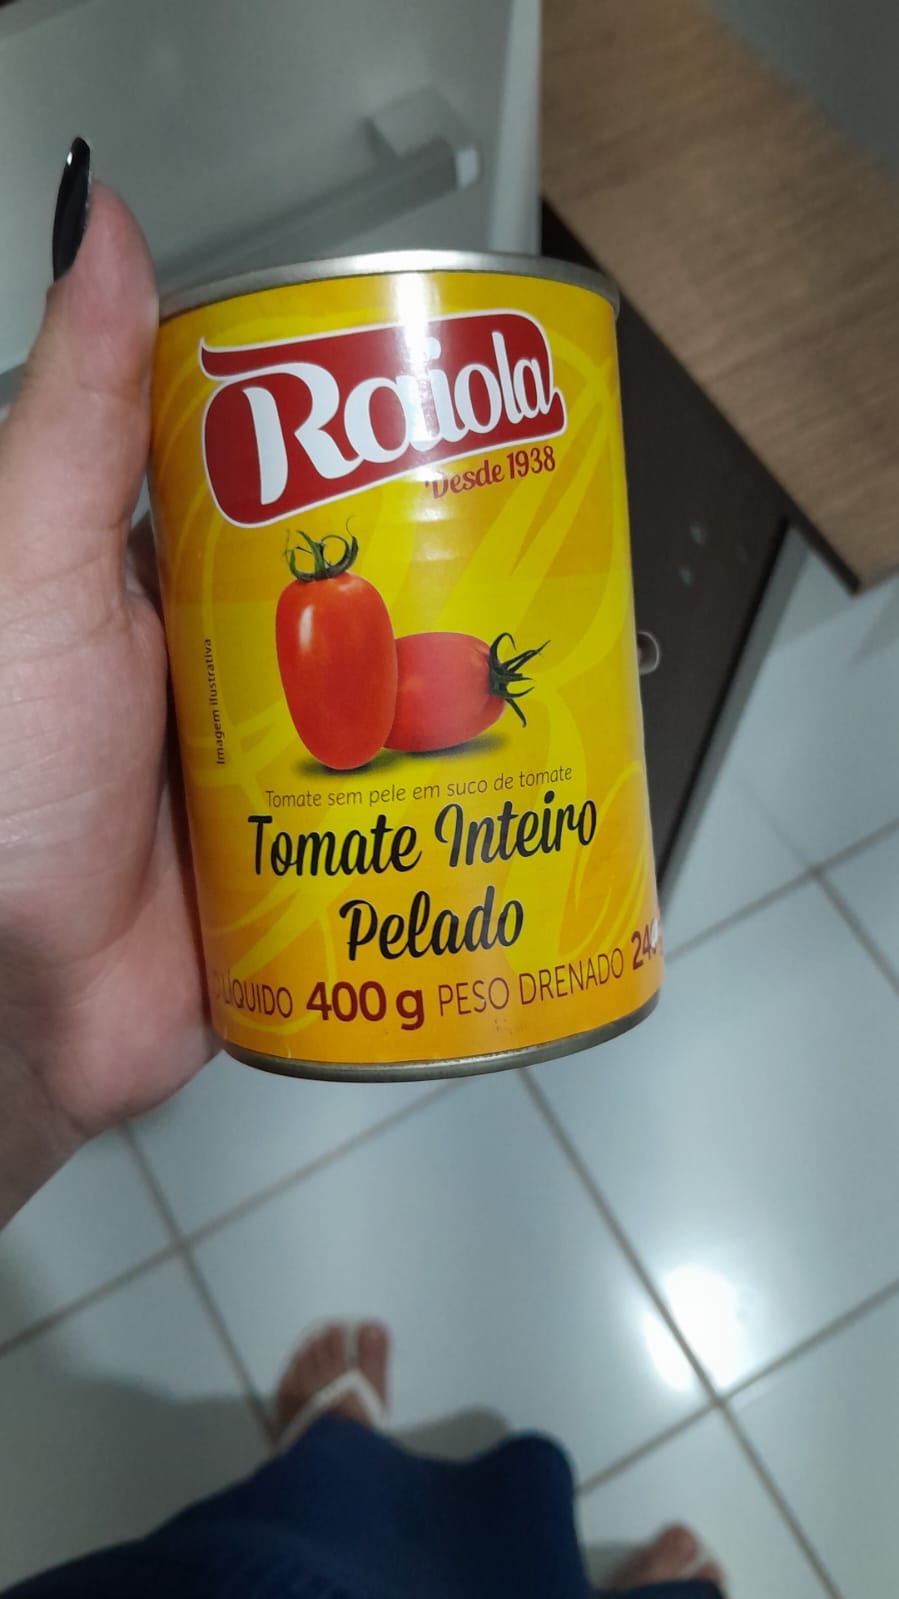 Raiola
Desde 1938
Imagem ilustrativa
Tomate sem pele em suco de tomate
Tomate Inteiro
Pelado
LÍQUIDO 400 g PESO DRENADO